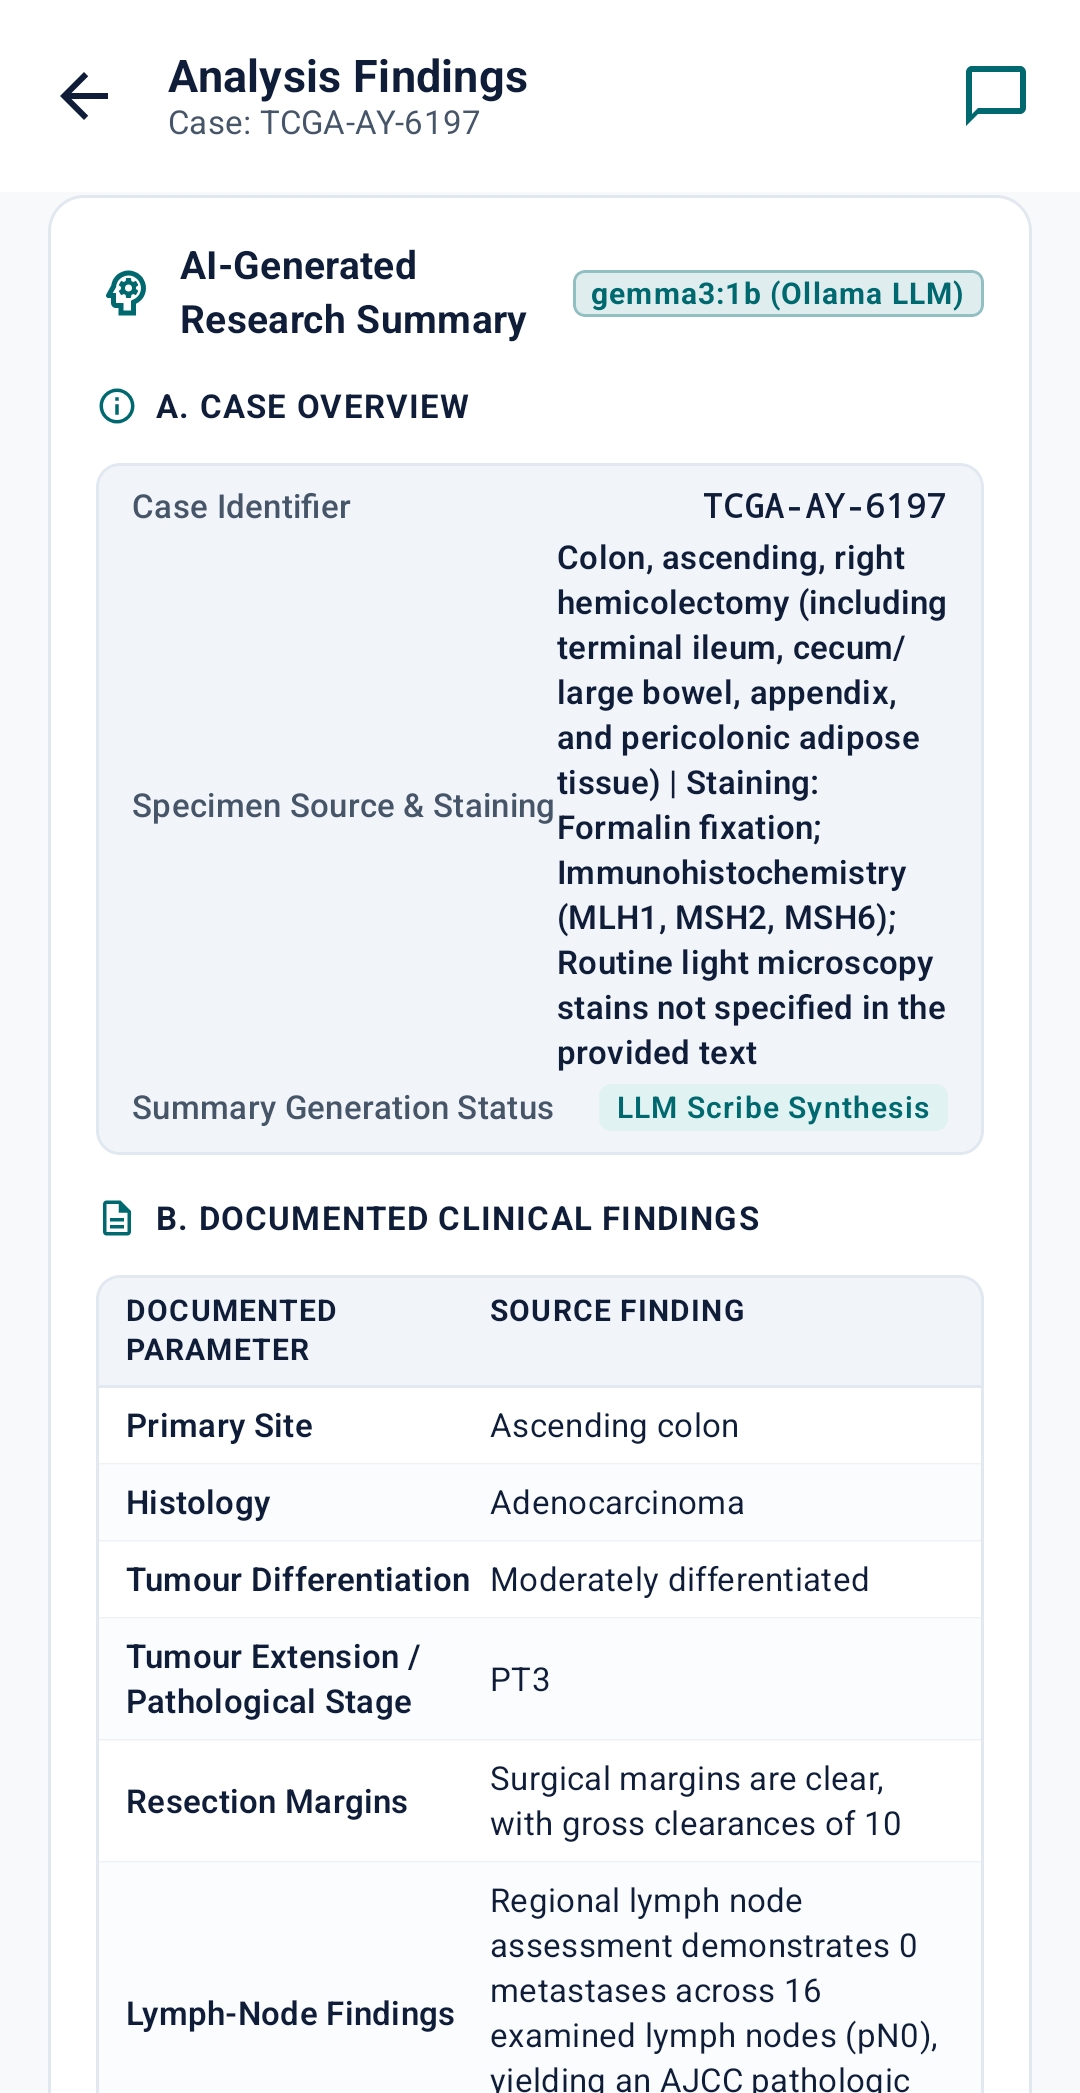 Analysis Findings
Case: TCGA-AY-6197
AI-Generated
Research Summary
gemma3:1b (Ollama LLM)
A. CASE OVERVIEW
Case Identifier
TCGA-AY-6197
Specimen Source & Staining
Colon, ascending, right
hemicolectomy (including
terminal ileum, cecum/
large bowel, appendix,
and pericolonic adipose
tissue) | Staining:
Formalin fixation;
Immunohistochemistry
(MLH1, MSH2, MSH6);
Routine light microscopy
stains not specified in the
provided text
Summary Generation Status
LLM Scribe Synthesis
B. DOCUMENTED CLINICAL FINDINGS
DOCUMENTED
PARAMETER
SOURCE FINDING
Primary Site
Ascending colon
Histology
Adenocarcinoma
Tumour Differentiation
Moderately differentiated
Tumour Extension /
Pathological Stage
PT3
Resection Margins
Surgical margins are clear,
with gross clearances of 10
Lymph-Node Findings
Regional lymph node
assessment demonstrates 0
metastases across 16
examined lymph nodes (pN0),
yielding an AJCC pathologic